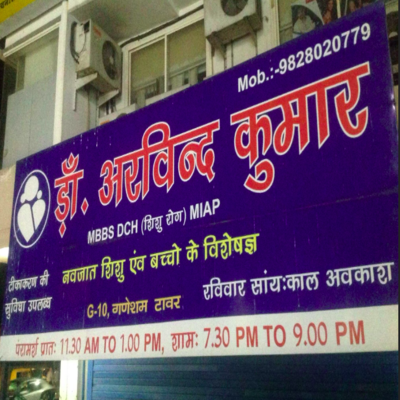 Mob.:-9828020779
ड़ाँ. अरविन्द कुमार
MBBS DCH (शिशु रोग) MIAP
टीकाकरण की
सुविधा उपलब्ध
नवजात शिशु एंव बच्चो के विशेषज्ञ
G-10, गणेशम टावर
रविवार सांयःकाल अवकाश
परामर्श प्रातः 11.30 AM TO 1.00 PM, शामः 7.30 PM TO 9.00 PM